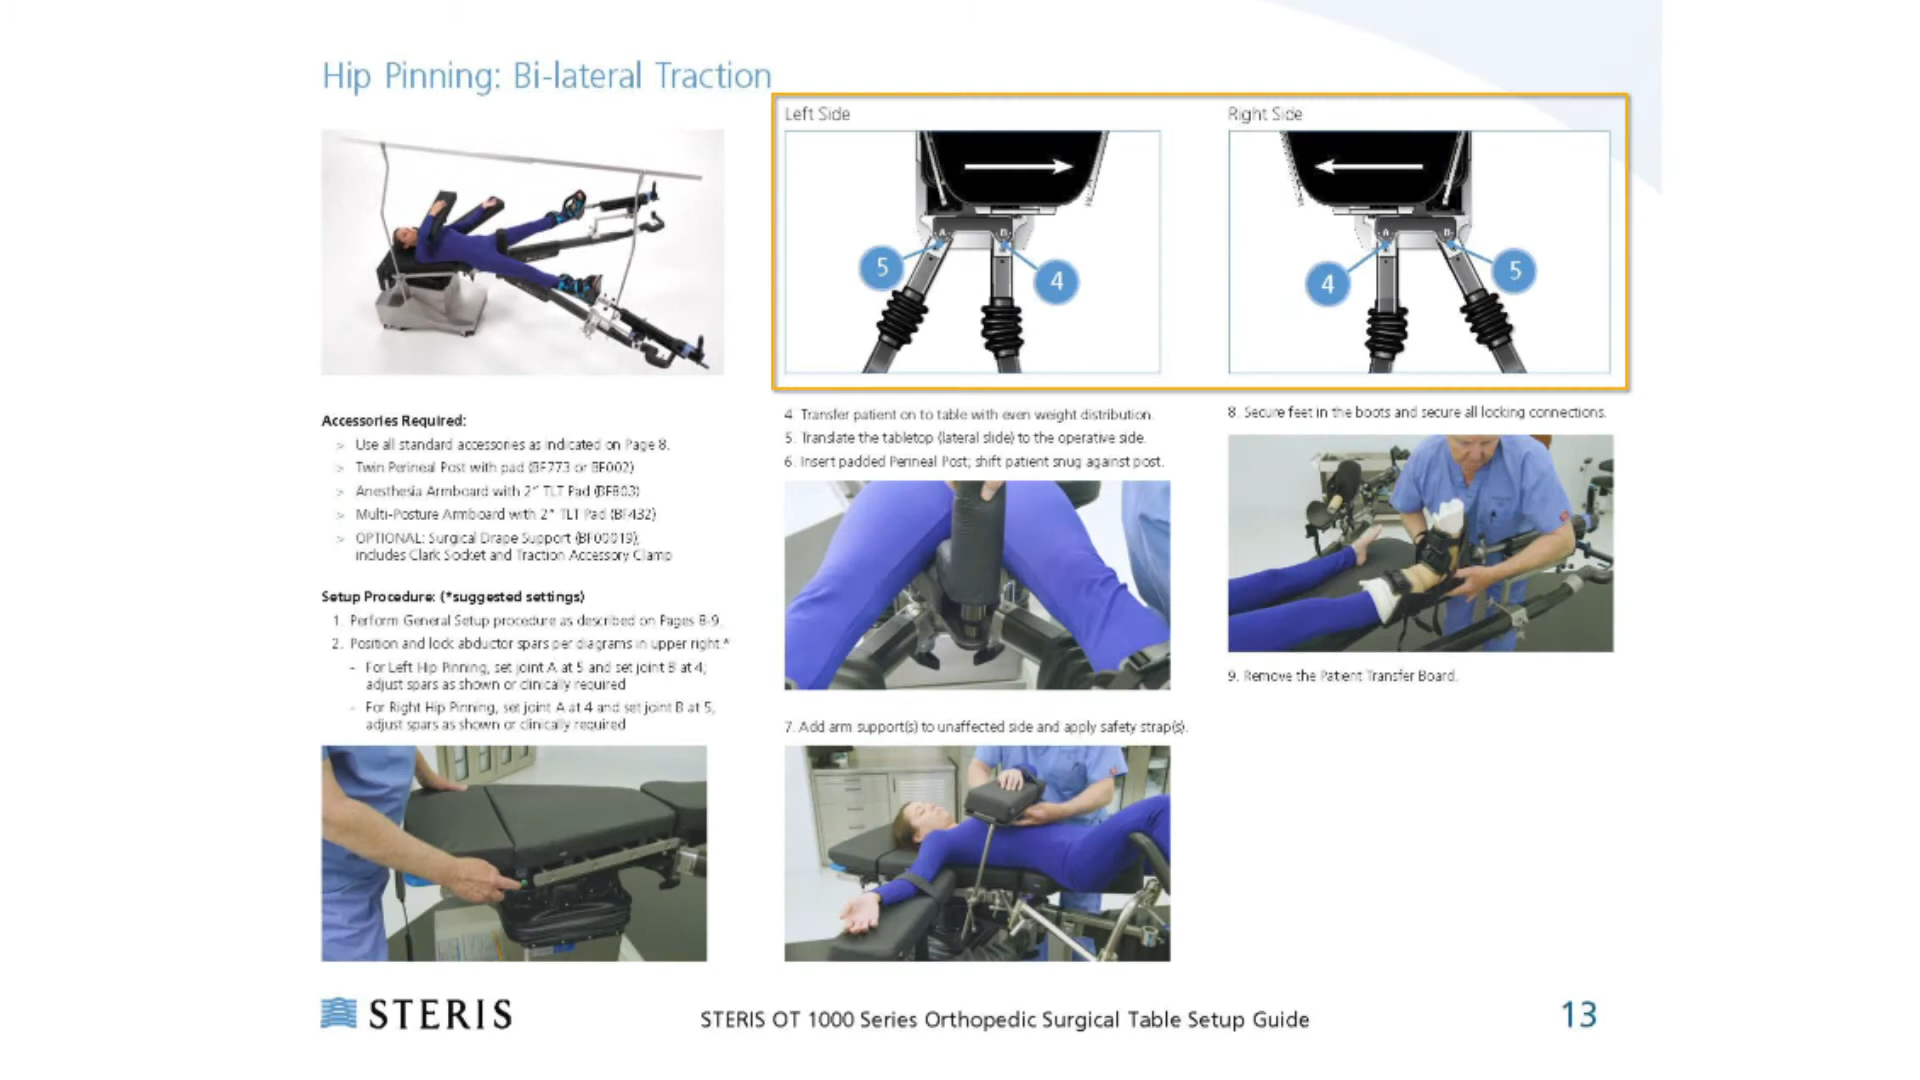 Hip Pinning: Bi-lateral Traction
Accessories Required:
> Use all standard accessories as indicated on Page 8.
> Twin Perineal Post with pad (BF773 or BF002)
> Anesthesia Armboard with 2" TLT Pad (BF803)
> Multi-Posture Armboard with 2" TLT Pad (BF432)
> OPTIONAL: Surgical Drape Support (BF00019),
includes Clark Socket and Traction Accessory Clamp
Setup Procedure: (*suggested settings)
1. Perform General Setup procedure as described on Pages 8-9.
2. Position and lock abductor spars per diagrams in upper right.*
- For Left Hip Pinning, set joint A at 5 and set joint B at 4;
adjust spars as shown or clinically required
- For Right Hip Pinning, set joint A at 4 and set joint B at 5,
adjust spars as shown or clinically required
Left Side
A
B
5
4
Right Side
A
B
4
5
4. Transfer patient on to table with even weight distribution.
5. Translate the tabletop (lateral slide) to the operative side.
6. Insert padded Perineal Post; shift patient snug against post.
7. Add arm support(s) to unaffected side and apply safety strap(s).
8. Secure feet in the boots and secure all locking connections.
9. Remove the Patient Transfer Board.
STERIS
STERIS OT 1000 Series Orthopedic Surgical Table Setup Guide
13